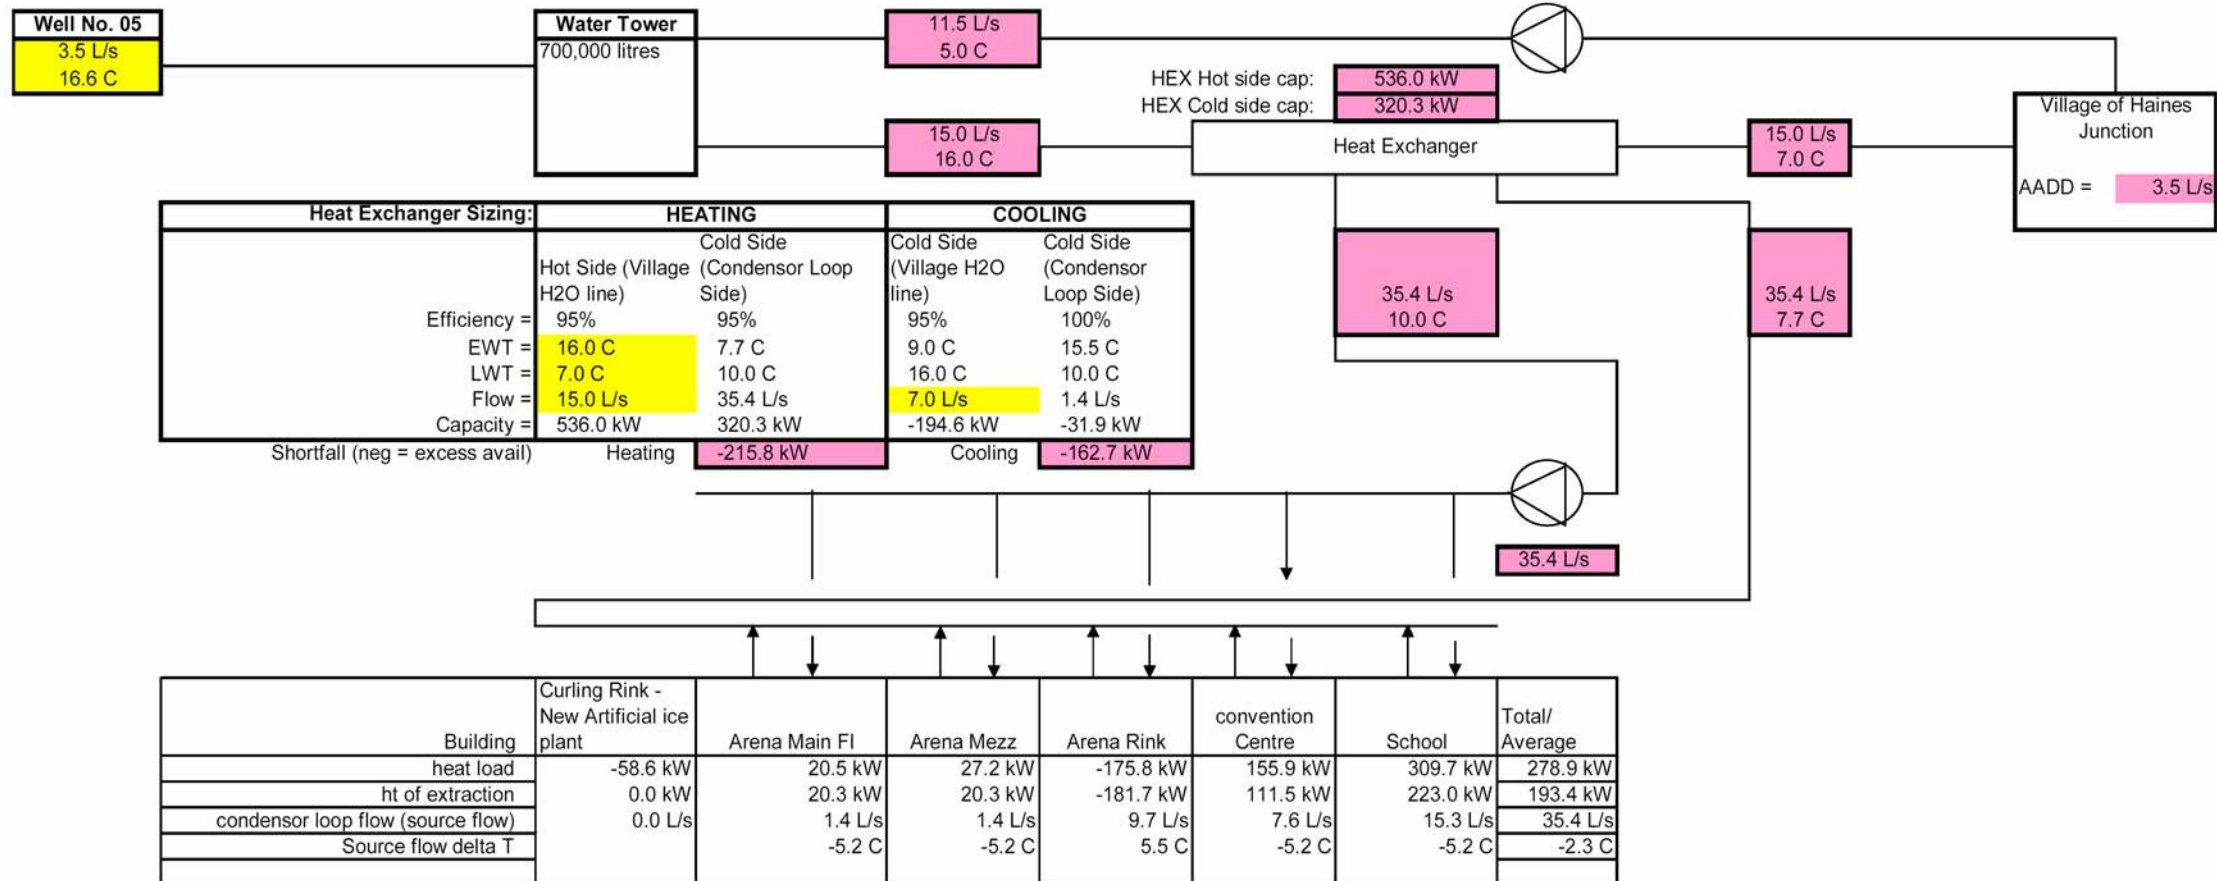 Well No. 05
3.5 L/s
16.6 C
Water Tower
700,000 litres
11.5 L/s
5.0 C
15.0 L/s
16.0 C
HEX Hot side cap: 536.0 kW
HEX Cold side cap: 320.3 kW
Heat Exchanger
15.0 L/s
7.0 C
Village of Haines
Junction
AADD = 3.5 L/s
Heat Exchanger Sizing: HEATING COOLING
Hot Side (Village
H2O line)
Cold Side
(Condensor Loop
Side)
Cold Side
(Village H2O
line)
Cold Side
(Condensor
Loop Side)
Efficiency = 95% 95% 95% 100%
EWT = 16.0 C 7.7 C 9.0 C 15.5 C
LWT = 7.0 C 10.0 C 16.0 C 10.0 C
Flow = 15.0 L/s 35.4 L/s 7.0 L/s 1.4 L/s
Capacity = 536.0 kW 320.3 kW -194.6 kW -31.9 kW
Shortfall (neg = excess avail) Heating -215.8 kW Cooling -162.7 kW
35.4 L/s
10.0 C
35.4 L/s
7.7 C
35.4 L/s
Building
Curling Rink -
New Artificial ice
plant
Arena Main Fl
Arena Mezz
Arena Rink
convention
Centre
School
Total/
Average
heat load -58.6 kW 20.5 kW 27.2 kW -175.8 kW 155.9 kW 309.7 kW 278.9 kW
ht of extraction 0.0 kW 20.3 kW 20.3 kW -181.7 kW 111.5 kW 223.0 kW 193.4 kW
condensor loop flow (source flow) 0.0 L/s 1.4 L/s 1.4 L/s 9.7 L/s 7.6 L/s 15.3 L/s 35.4 L/s
Source flow delta T -5.2 C -5.2 C 5.5 C -5.2 C -5.2 C -2.3 C